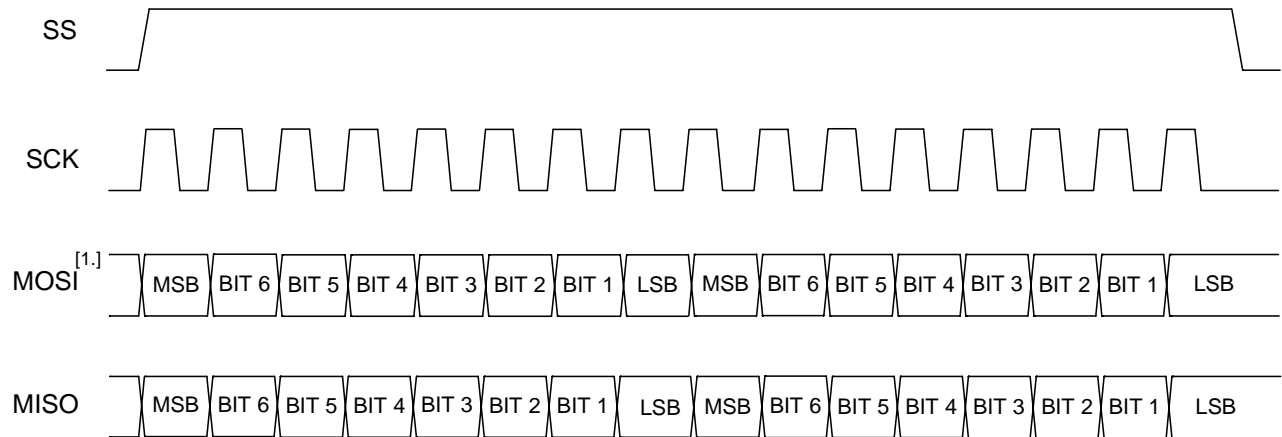 SS
SCK
MOSI[1.] MSB BIT 6 BIT 5 BIT 4 BIT 3 BIT 2 BIT 1 LSB MSB BIT 6 BIT 5 BIT 4 BIT 3 BIT 2 BIT 1 LSB
MISO MSB BIT 6 BIT 5 BIT 4 BIT 3 BIT 2 BIT 1 LSB MSB BIT 6 BIT 5 BIT 4 BIT 3 BIT 2 BIT 1 LSB